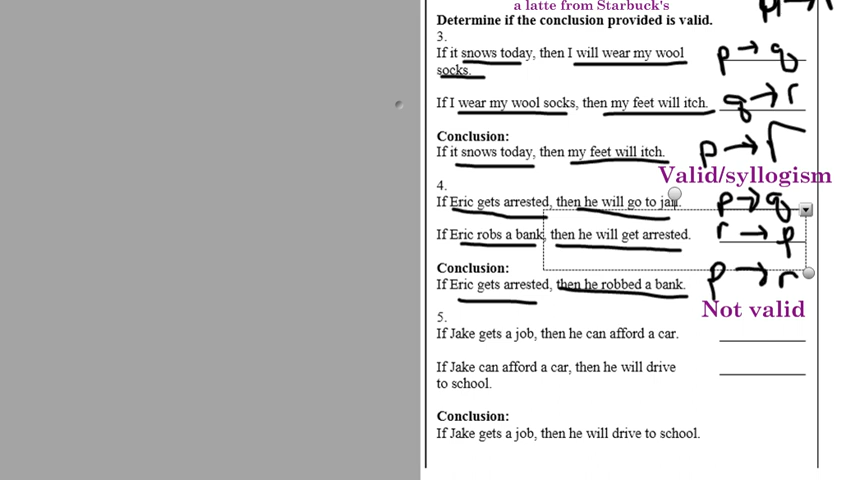 a latte from Starbuck's
Determine if the conclusion provided is valid.
3.
If it snows today, then I will wear my wool p → q
socks.
If I wear my wool socks, then my feet will itch. q → r
Conclusion:
If it snows today, then my feet will itch. p → r
Valid/syllogism
4.
If Eric gets arrested, then he will go to jail. p → q
If Eric robs a bank, then he will get arrested. r → p
Conclusion:
If Eric gets arrested, then he robbed a bank. p → r
Not valid
5.
If Jake gets a job, then he can afford a car.
If Jake can afford a car, then he will drive
to school.
Conclusion:
If Jake gets a job, then he will drive to school.